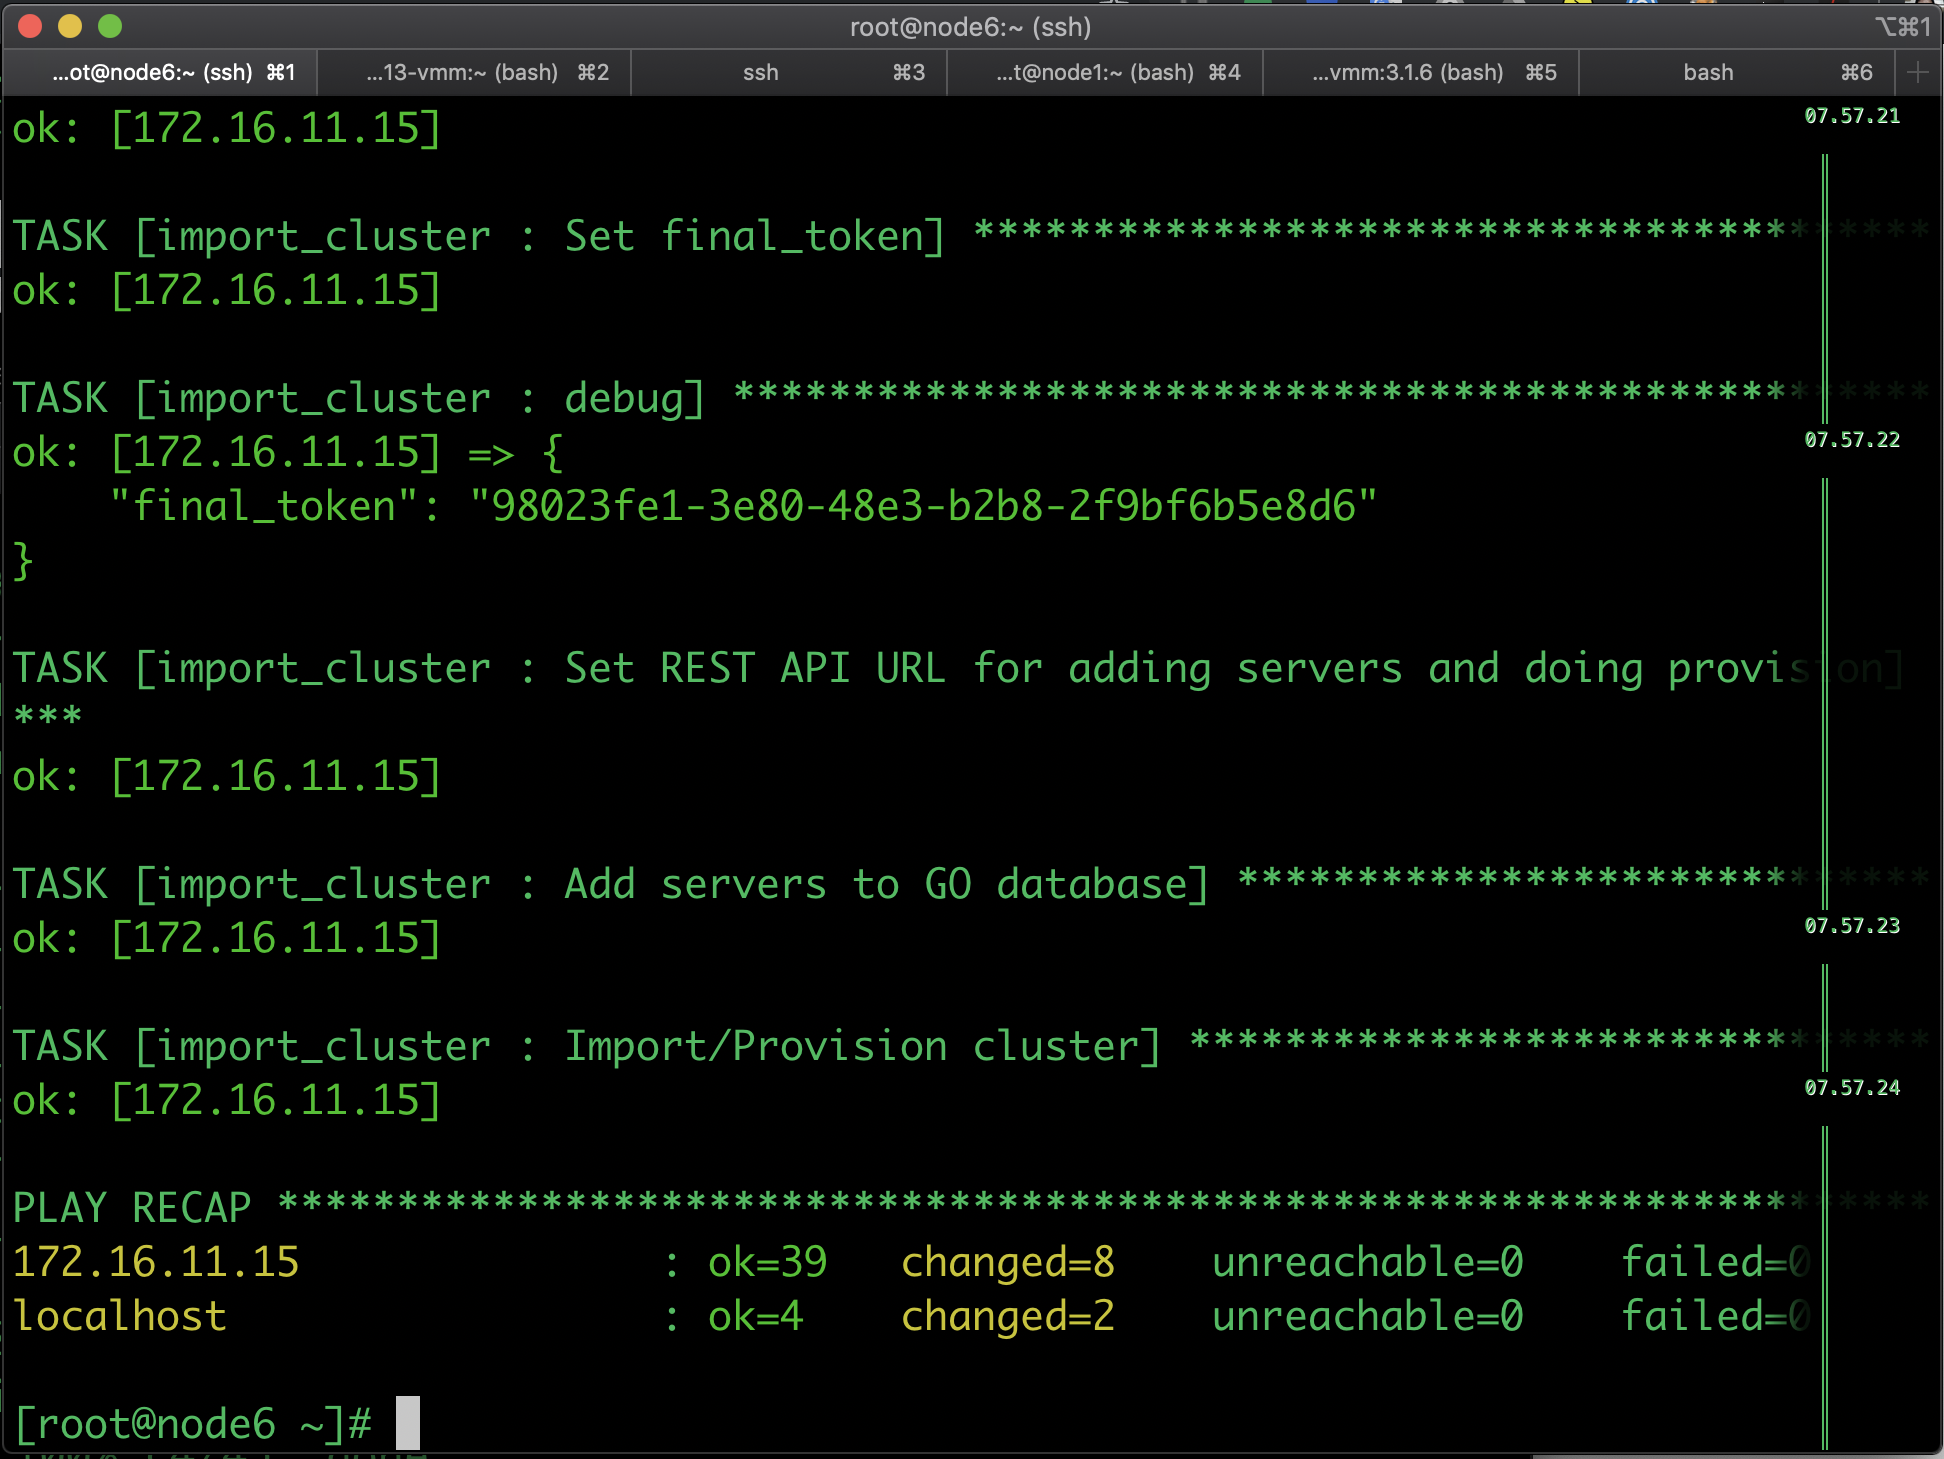 root@node6:~ (ssh) ⌥⌘1
...ot@node6:~ (ssh) ⌘1 ...13-vmm:~ (bash) ⌘2 ssh ⌘3 ...t@node1:~ (bash) ⌘4 ...vmm:3.1.6 (bash) ⌘5 bash ⌘6 +
ok: [172.16.11.15] 07.57.21
TASK [import_cluster : Set final_token] ****************************************
ok: [172.16.11.15]
TASK [import_cluster : debug] **************************************************
ok: [172.16.11.15] => { 07.57.22
"final_token": "98023fe1-3e80-48e3-b2b8-2f9bf6b5e8d6"
}
TASK [import_cluster : Set REST API URL for adding servers and doing provision]
***
ok: [172.16.11.15]
TASK [import_cluster : Add servers to GO database] *****************************
ok: [172.16.11.15] 07.57.23
TASK [import_cluster : Import/Provision cluster] *******************************
ok: [172.16.11.15] 07.57.24
PLAY RECAP *********************************************************************
172.16.11.15 : ok=39 changed=8 unreachable=0 failed=0
localhost : ok=4 changed=2 unreachable=0 failed=0
[root@node6 ~]#